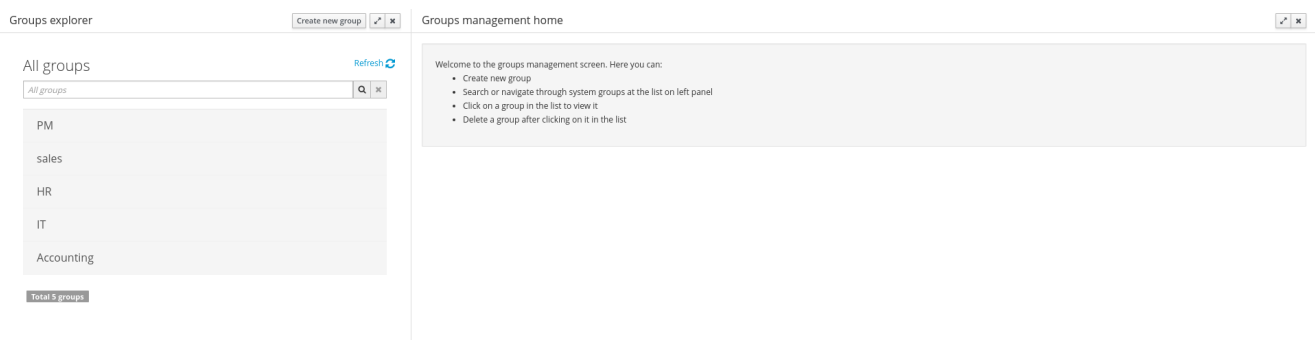 Groups explorer
Create new group
All groups
Refresh
All groups
PM
sales
HR
IT
Accounting
Total 5 groups
Groups management home
Welcome to the groups management screen. Here you can:
• Create new group
• Search or navigate through system groups at the list on left panel
• Click on a group in the list to view it
• Delete a group after clicking on it in the list